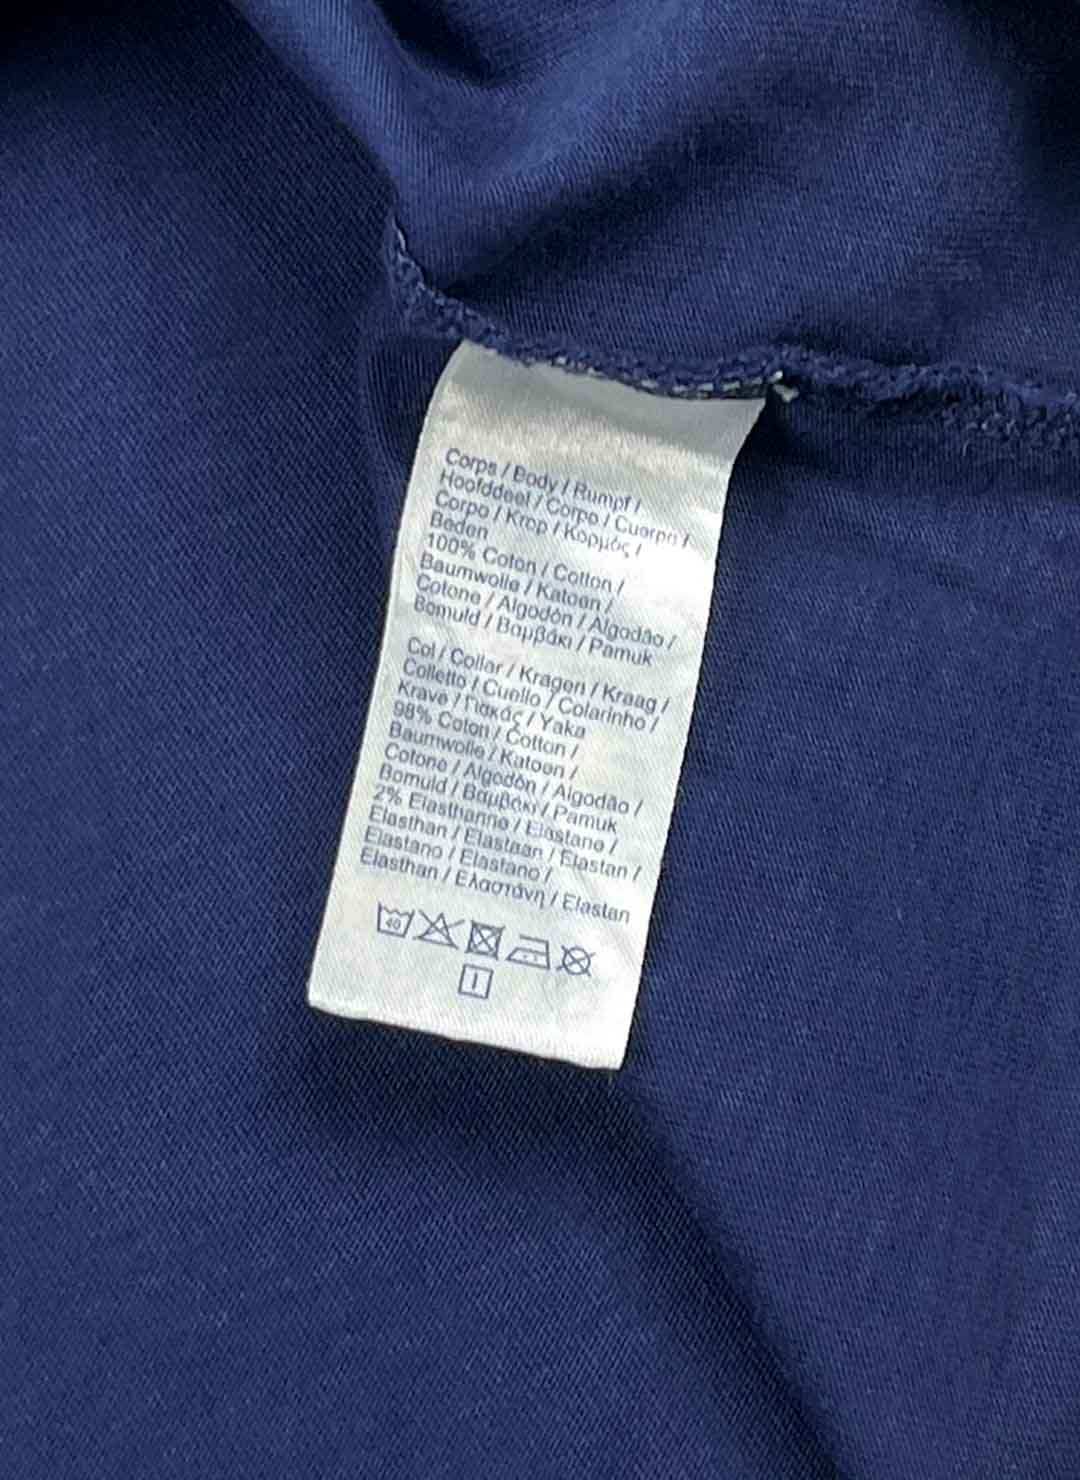 Corps / Body / Rumpf /
Hoofddeel / Corpo / Cuerpo /
Corpo / Krop / Κορμός /
Beden
100% Coton / Cotton /
Baumwolle / Katoen /
Cotone / Algodón / Algodão /
Bomuld / Βαμβάκι / Pamuk
Col / Collar / Kragen / Kraag /
Colletto / Cuello / Colarinho /
Krave / Γιακάς / Yaka
98% Coton / Cotton /
Baumwolle / Katoen /
Cotone / Algodón / Algodão /
Bomuld / Βαμβάκι / Pamuk
2% Elasthanne / Elastane /
Elasthan / Elastaan / Elastan /
Elastano / Elastano /
Elasthan / Ελαστάνη / Elastan
40
I